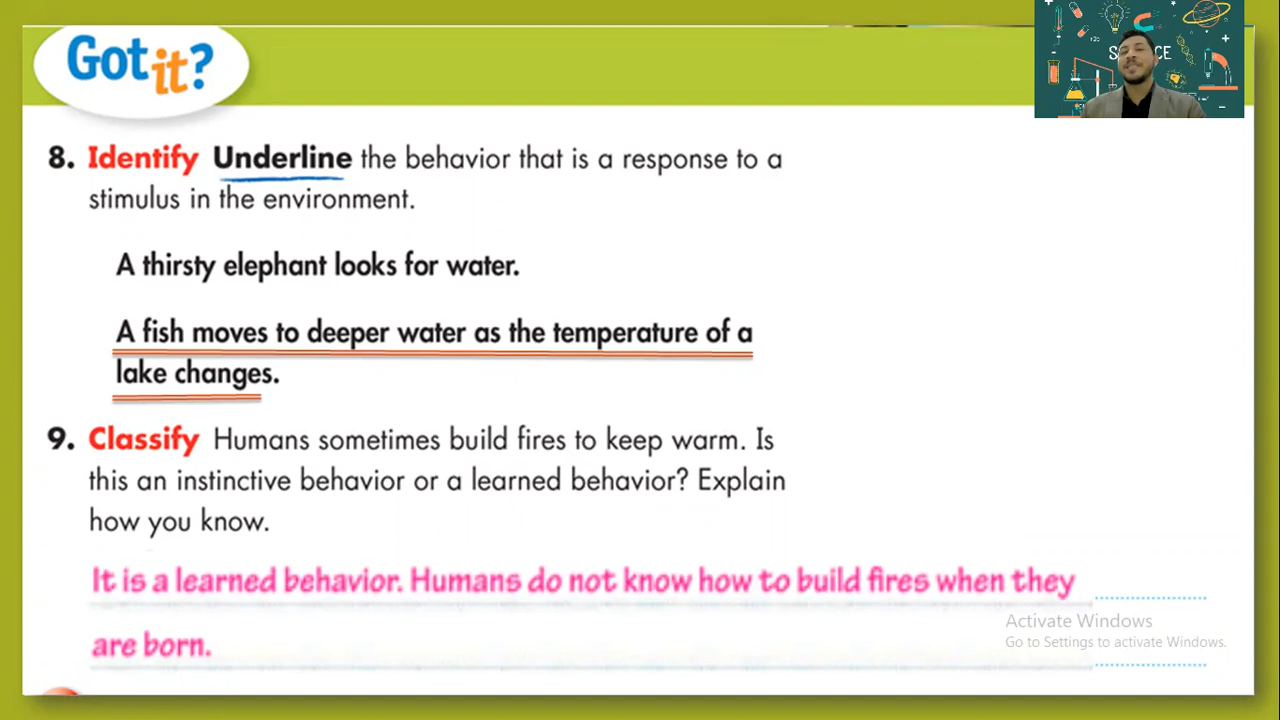 Got it?
SCIENCE
8. Identify Underline the behavior that is a response to a
stimulus in the environment.
A thirsty elephant looks for water.
A fish moves to deeper water as the temperature of a
lake changes.
9. Classify Humans sometimes build fires to keep warm. Is
this an instinctive behavior or a learned behavior? Explain
how you know.
It is a learned behavior. Humans do not know how to build fires when they
are born.
Activate Windows
Go to Settings to activate Windows.